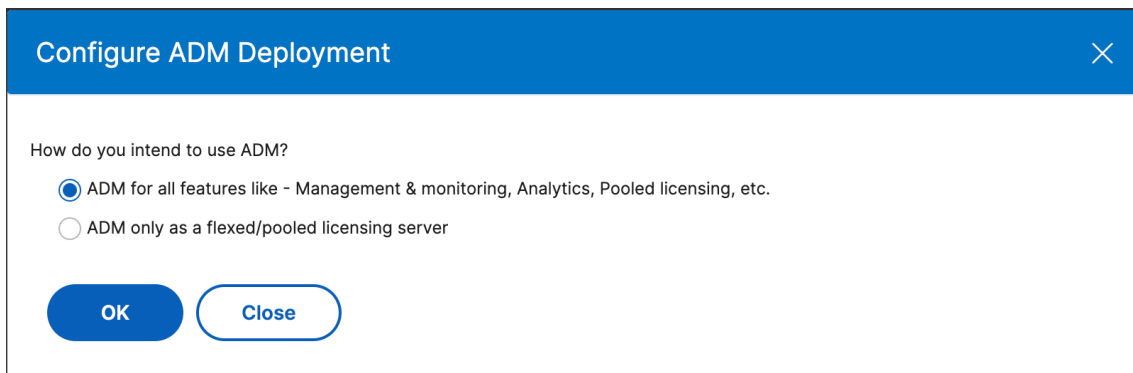 Configure ADM Deployment
How do you intend to use ADM?
ADM for all features like - Management & monitoring, Analytics, Pooled licensing, etc.
ADM only as a flexed/pooled licensing server
OK
Close